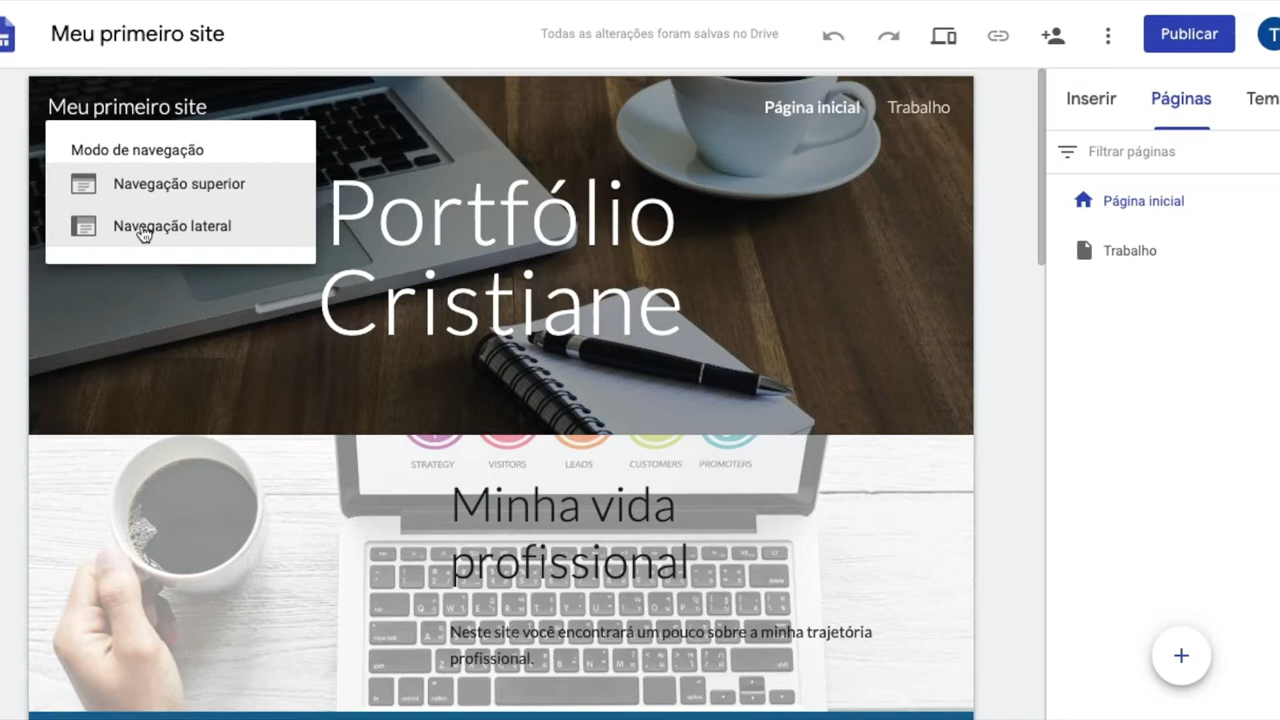 Meu primeiro site
Todas as alterações foram salvas no Drive
Publicar
T
Meu primeiro site
Página inicial
Trabalho
Modo de navegação
Navegação superior
Navegação lateral
Portfólio
Cristiane
STRATEGY VISITORS LEADS CUSTOMERS PROMOTERS
Minha vida
profissional
Neste site você encontrará um pouco sobre a minha trajetória
profissional.
Inserir
Páginas
Tem
Filtrar páginas
Página inicial
Trabalho